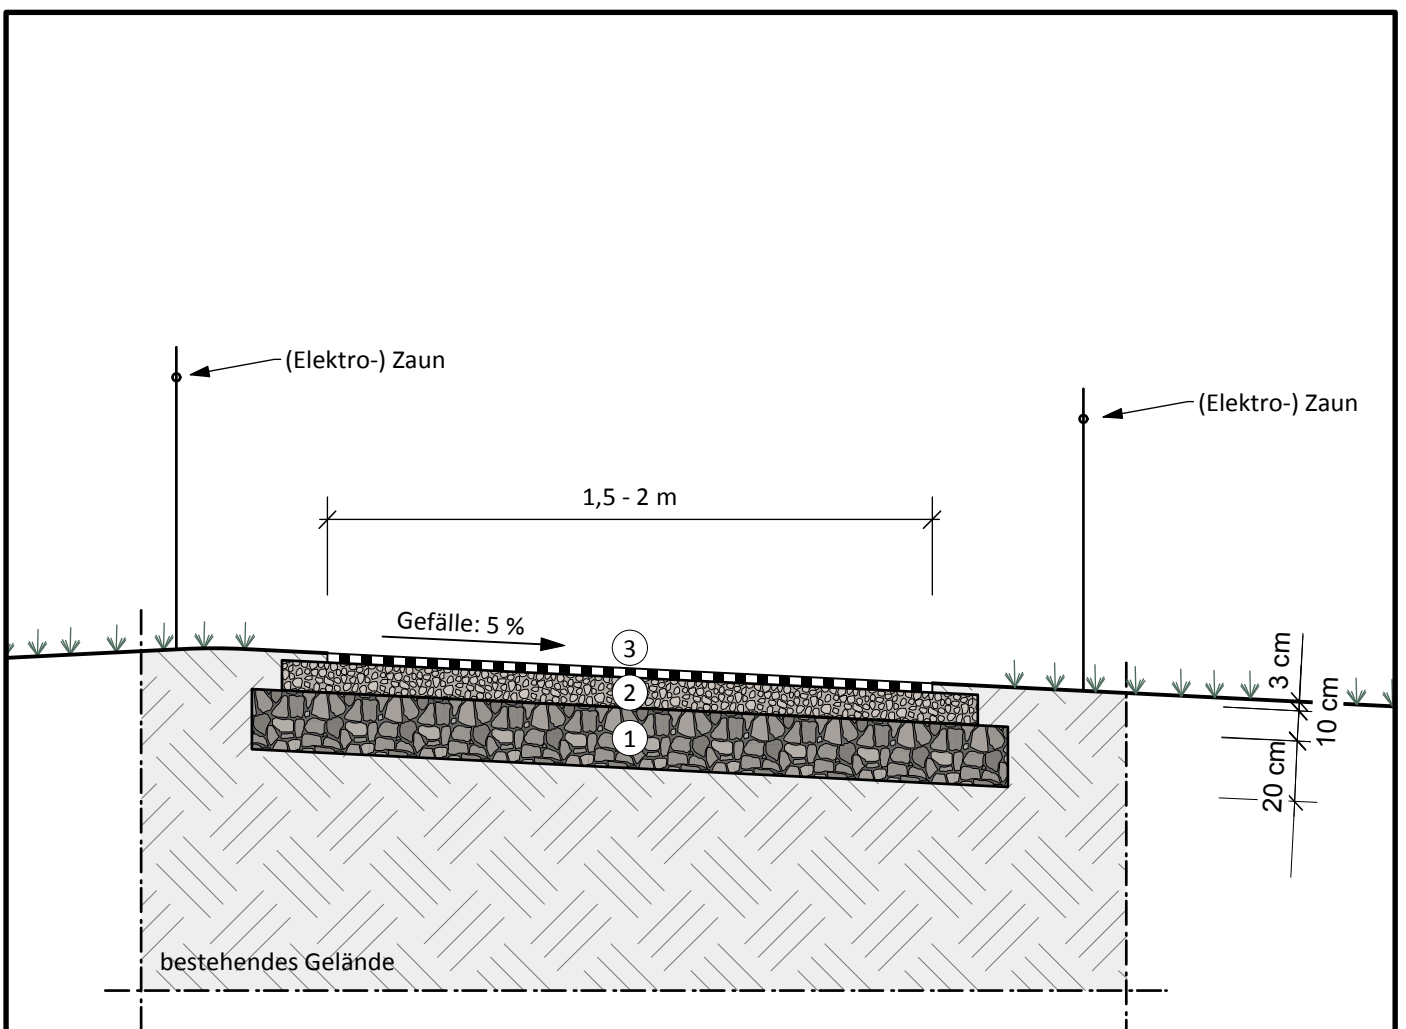 (Elektro-) Zaun
(Elektro-) Zaun
1,5 - 2 m
Gefälle: 5 %
3
2
1
3 cm
10 cm
20 cm
bestehendes Gelände